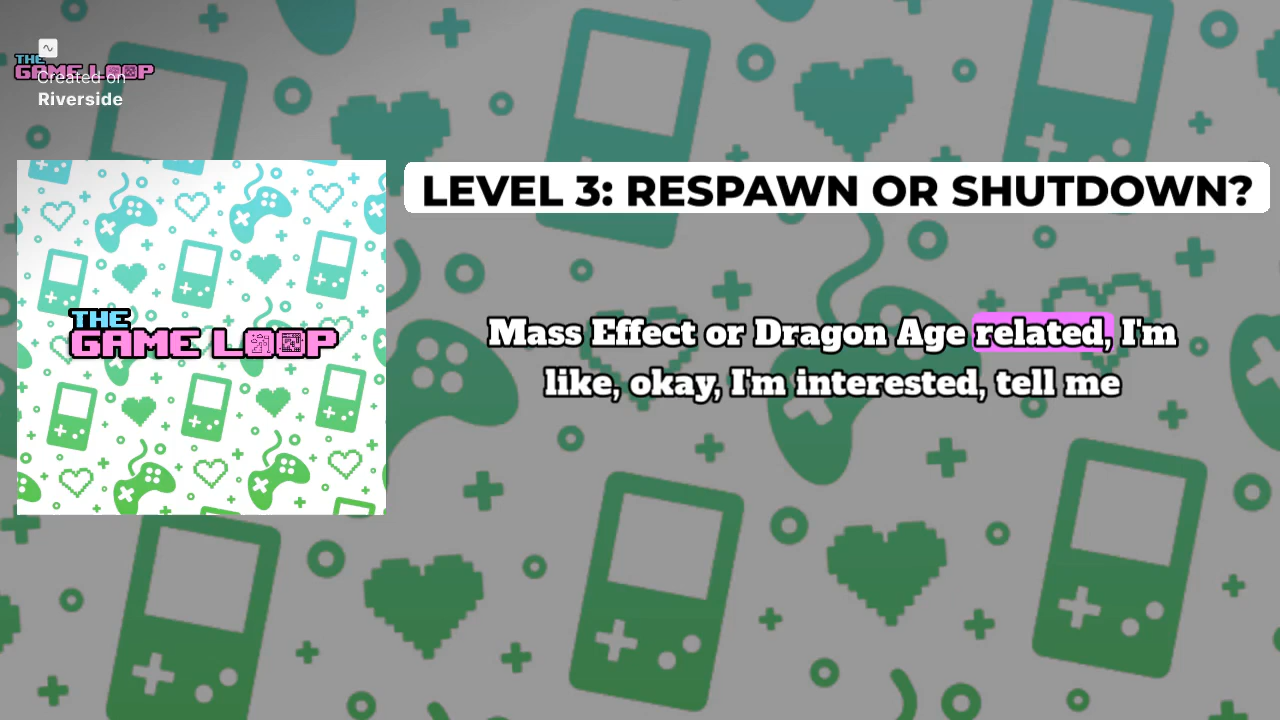 THE
GAME LOOP
Created on
Riverside
LEVEL 3: RESPAWN OR SHUTDOWN?
THE
GAME LOOP
Mass Effect or Dragon Age related, I'm
like, okay, I'm interested, tell me